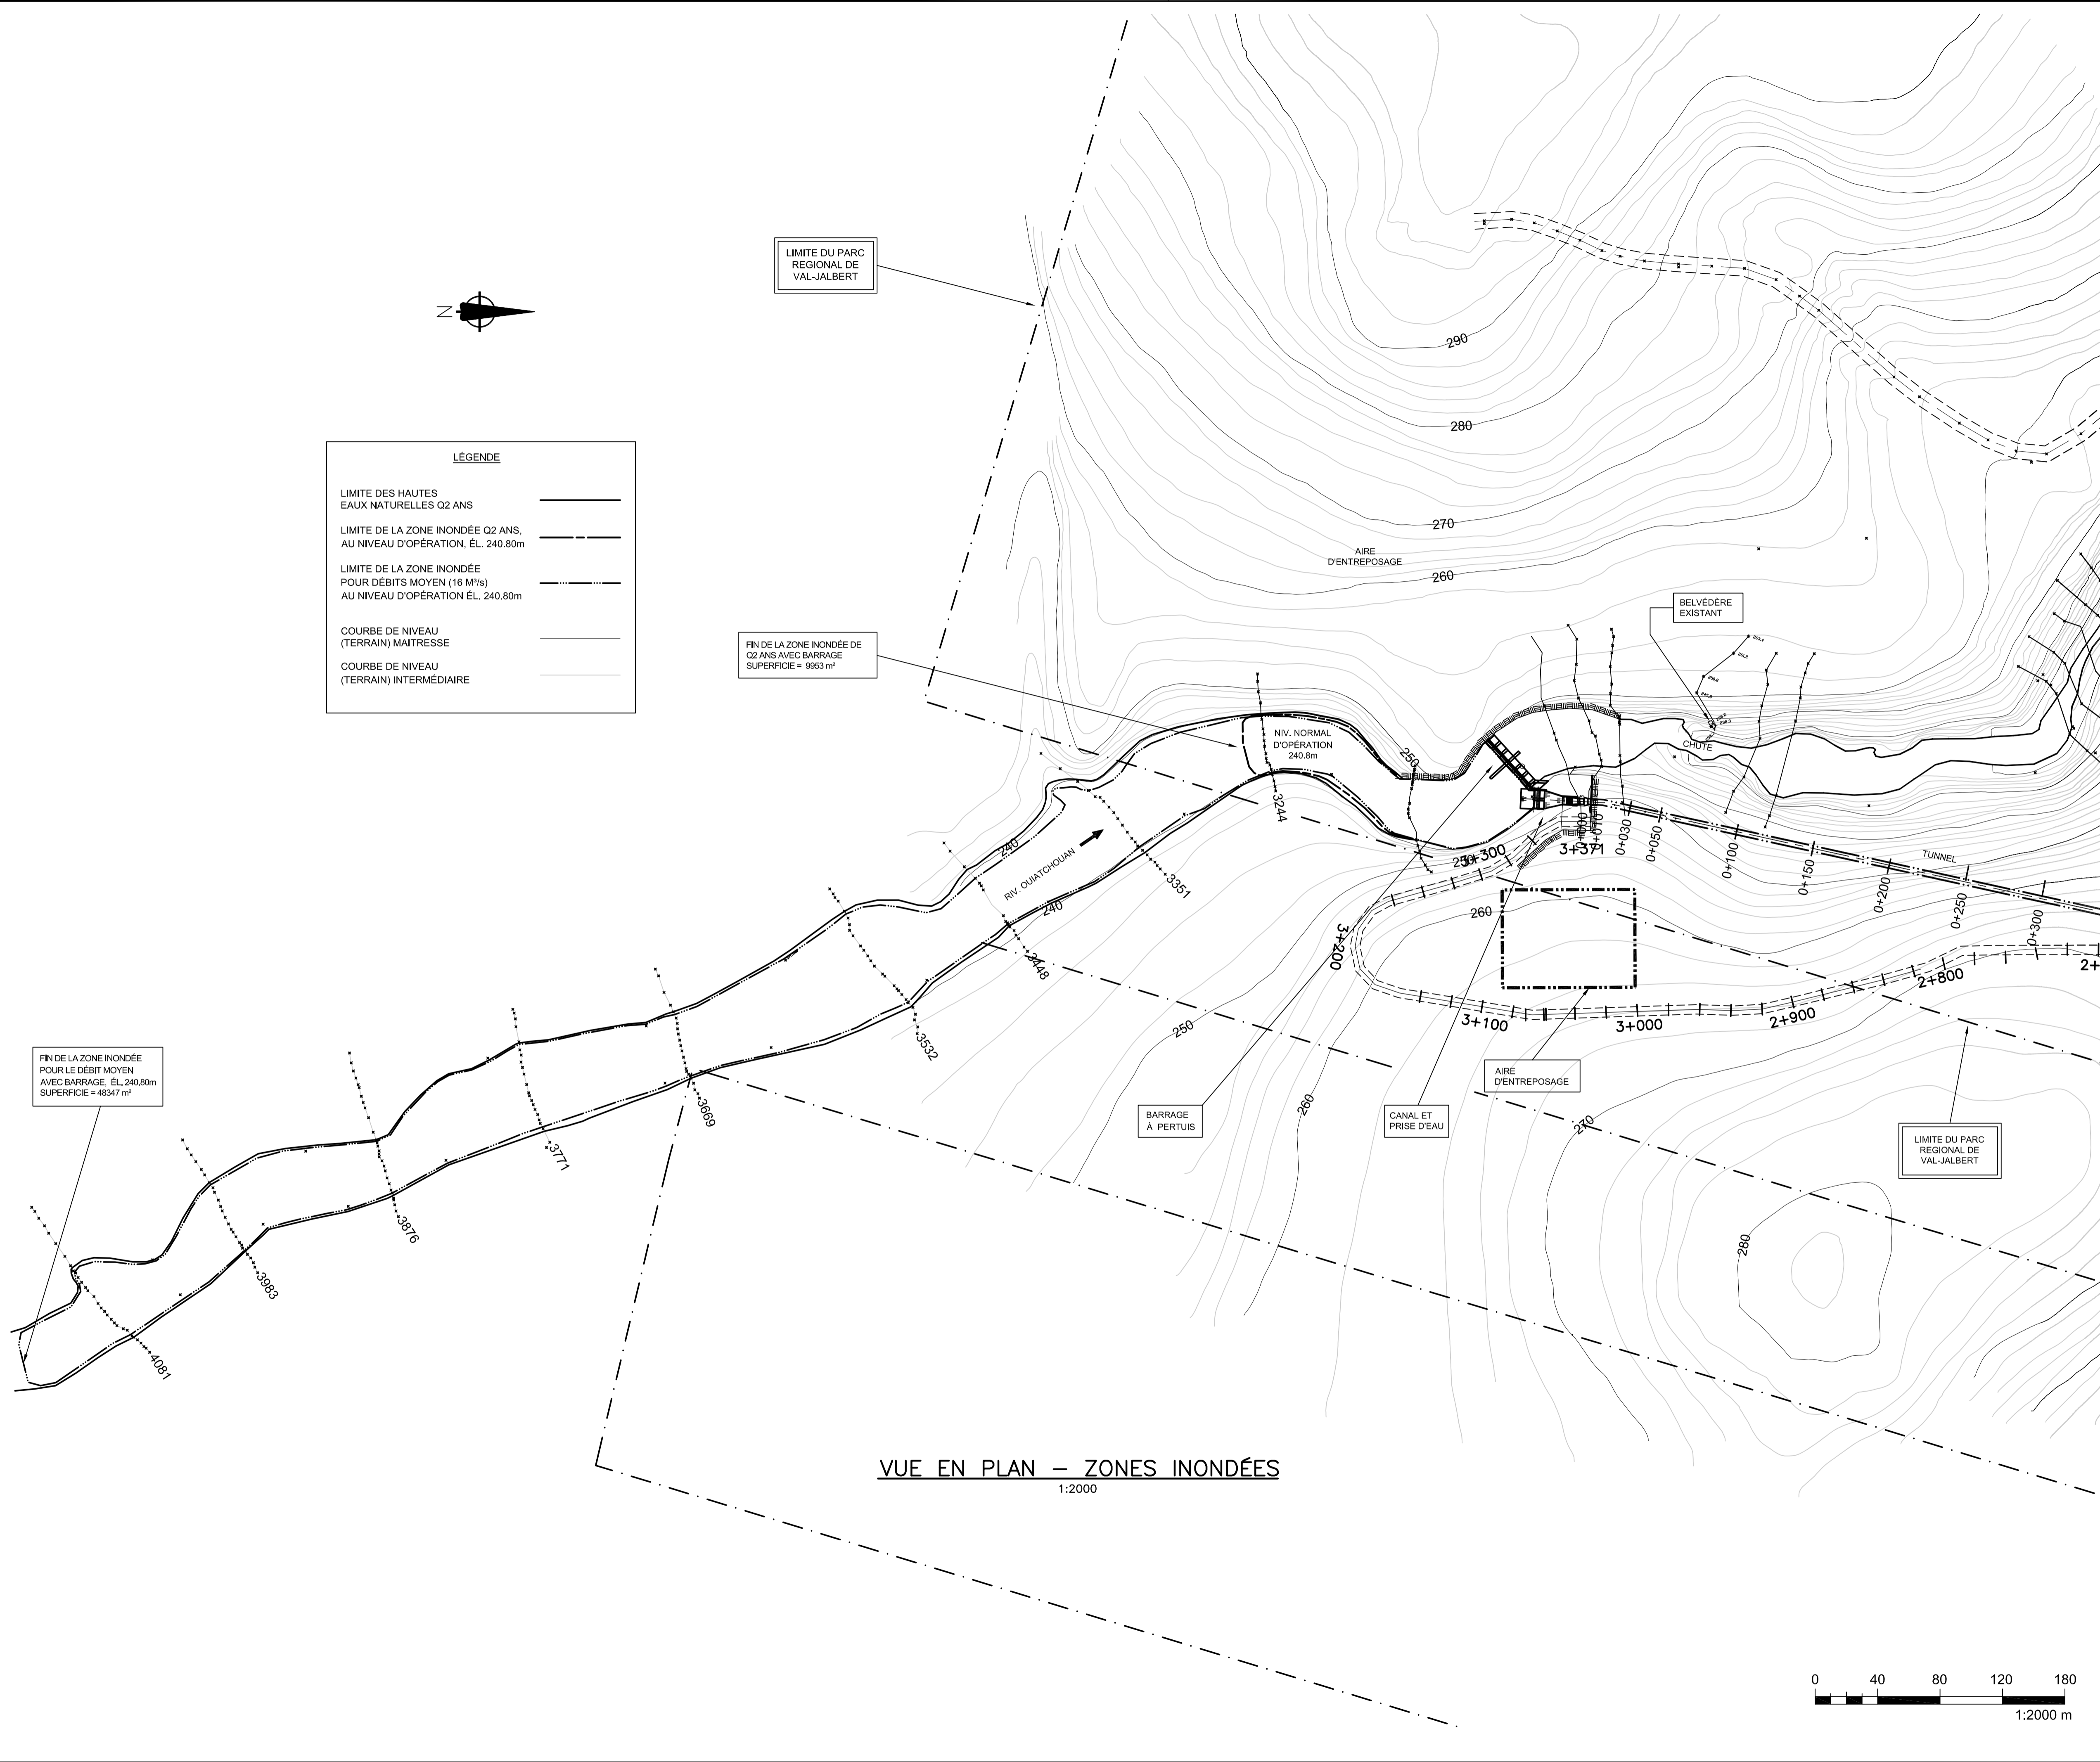 LIMITE DU PARC
REGIONAL DE
VAL-JALBERT
N
LÉGENDE
LIMITE DES HAUTES
EAUX NATURELLES Q2 ANS
LIMITE DE LA ZONE INONDÉE Q2 ANS,
AU NIVEAU D'OPÉRATION, ÉL. 240.80m
LIMITE DE LA ZONE INONDÉE
POUR DÉBITS MOYEN (16 M³/s)
AU NIVEAU D'OPÉRATION ÉL. 240.80m
COURBE DE NIVEAU
(TERRAIN) MAITRESSE
COURBE DE NIVEAU
(TERRAIN) INTERMÉDIAIRE
290
280
270
260
AIRE
D'ENTREPOSAGE
BELVÉDÈRE
EXISTANT
FIN DE LA ZONE INONDÉE DE
Q2 ANS AVEC BARRAGE
SUPERFICIE = 9953 m²
NIV. NORMAL
D'OPÉRATION
240.8m
250
CHUTE
3244
240
RIV. OUIATCHOUAN
240
3351
3448
3532
3669
3771
3876
3983
4081
250
3+300
3+371
0+000
0+010
0+030
0+050
0+100
0+150
0+200
0+250
0+300
TUNNEL
260
3+200
3+100
3+000
2+900
2+800
2+
250
260
270
280
FIN DE LA ZONE INONDÉE
POUR LE DÉBIT MOYEN
AVEC BARRAGE, ÉL, 240.80m
SUPERFICIE = 48347 m²
AIRE
D'ENTREPOSAGE
BARRAGE
À PERTUIS
CANAL ET
PRISE D'EAU
LIMITE DU PARC
REGIONAL DE
VAL-JALBERT
VUE EN PLAN – ZONES INONDÉES
1:2000
0 40 80 120 180
1:2000 m